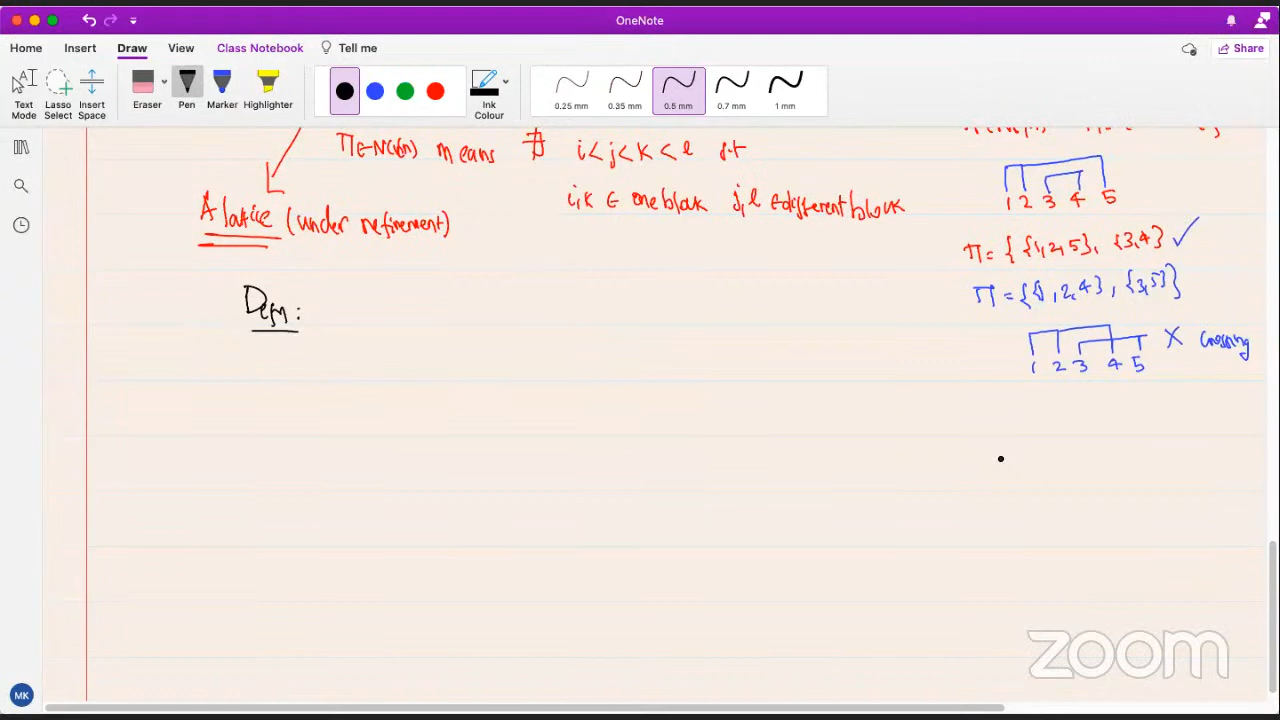 OneNote
Home Insert Draw View Class Notebook Tell me Share
Text Mode
Lasso Select
Insert Space
Eraser
Pen
Marker
Highlighter
Ink Colour
0.25 mm 0.35 mm 0.5 mm 0.7 mm 1 mm
Π∈NC(n) means ∄ i<j<k<l st
i,k ∈ one block j,l ∈ different block
A lattice (under refinement)
1 2 3 4 5
Π = { {1,2,5}, {3,4} ✓
Π = {{1,2,4}, {3,5}}
1 2 3 4 5 X crossing
Defn:
zoom
MK